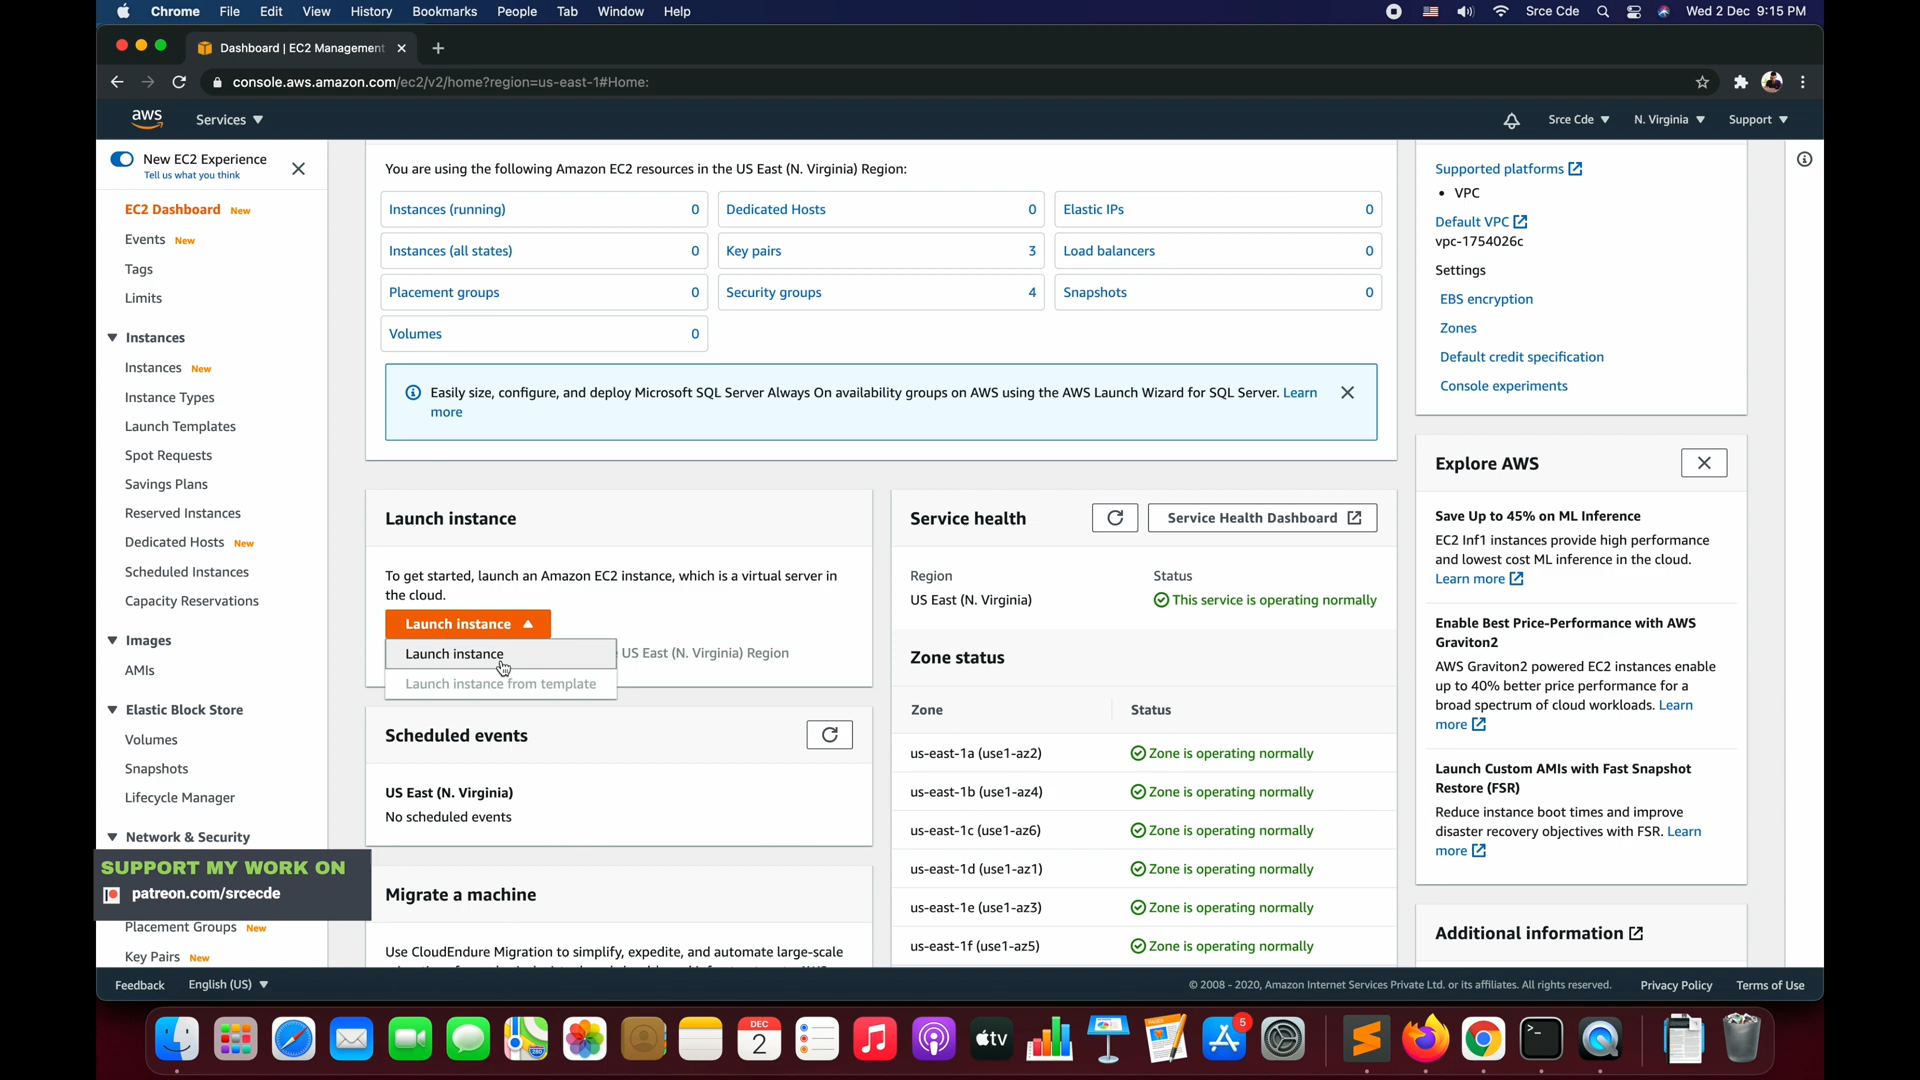 Chrome File Edit View History Bookmarks People Tab Window Help
Srce Cde Wed 2 Dec 9:15 PM
Dashboard | EC2 Management
console.aws.amazon.com/ec2/v2/home?region=us-east-1#Home:
aws Services Srce Cde N. Virginia Support
New EC2 Experience
Tell us what you think
EC2 Dashboard New
Events New
Tags
Limits
Instances
Instances New
Instance Types
Launch Templates
Spot Requests
Savings Plans
Reserved Instances
Dedicated Hosts New
Scheduled Instances
Capacity Reservations
Images
AMIs
Elastic Block Store
Volumes
Snapshots
Lifecycle Manager
Network & Security
SUPPORT MY WORK ON
patreon.com/srcecde
Placement Groups New
Key Pairs New
You are using the following Amazon EC2 resources in the US East (N. Virginia) Region:
Instances (running) 0 Dedicated Hosts 0 Elastic IPs 0
Instances (all states) 0 Key pairs 3 Load balancers 0
Placement groups 0 Security groups 4 Snapshots 0
Volumes 0
Easily size, configure, and deploy Microsoft SQL Server Always On availability groups on AWS using the AWS Launch Wizard for SQL Server. Learn
more
Launch instance
To get started, launch an Amazon EC2 instance, which is a virtual server in
the cloud.
Launch instance
Launch instance
US East (N. Virginia) Region
Launch instance from template
Scheduled events
US East (N. Virginia)
No scheduled events
Migrate a machine
Use CloudEndure Migration to simplify, expedite, and automate large-scale
Service health
Service Health Dashboard
Region Status
US East (N. Virginia) This service is operating normally
Zone status
Zone Status
us-east-1a (use1-az2) Zone is operating normally
us-east-1b (use1-az4) Zone is operating normally
us-east-1c (use1-az6) Zone is operating normally
us-east-1d (use1-az1) Zone is operating normally
us-east-1e (use1-az3) Zone is operating normally
us-east-1f (use1-az5) Zone is operating normally
Supported platforms
• VPC
Default VPC
vpc-1754026c
Settings
EBS encryption
Zones
Default credit specification
Console experiments
Explore AWS
Save Up to 45% on ML Inference
EC2 Inf1 instances provide high performance
and lowest cost ML inference in the cloud.
Learn more
Enable Best Price-Performance with AWS
Graviton2
AWS Graviton2 powered EC2 instances enable
up to 40% better price performance for a
broad spectrum of cloud workloads. Learn
more
Launch Custom AMIs with Fast Snapshot
Restore (FSR)
Reduce instance boot times and improve
disaster recovery objectives with FSR. Learn
more
Additional information
Feedback English (US) © 2008 - 2020, Amazon Internet Services Private Ltd. or its affiliates. All rights reserved. Privacy Policy Terms of Use
DEC
2
tv
5